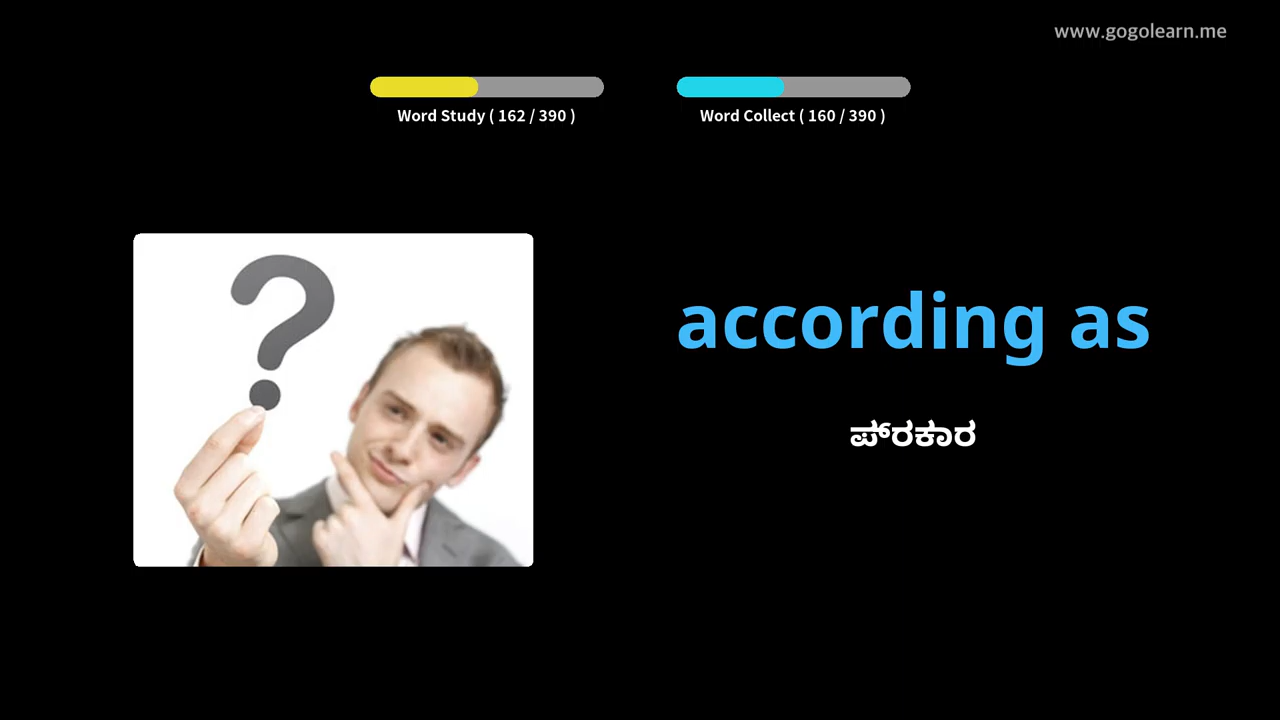 www.gogolearn.me
Word Study ( 162 / 390 )
Word Collect ( 160 / 390 )
according as
ಪ್ರಕಾರ